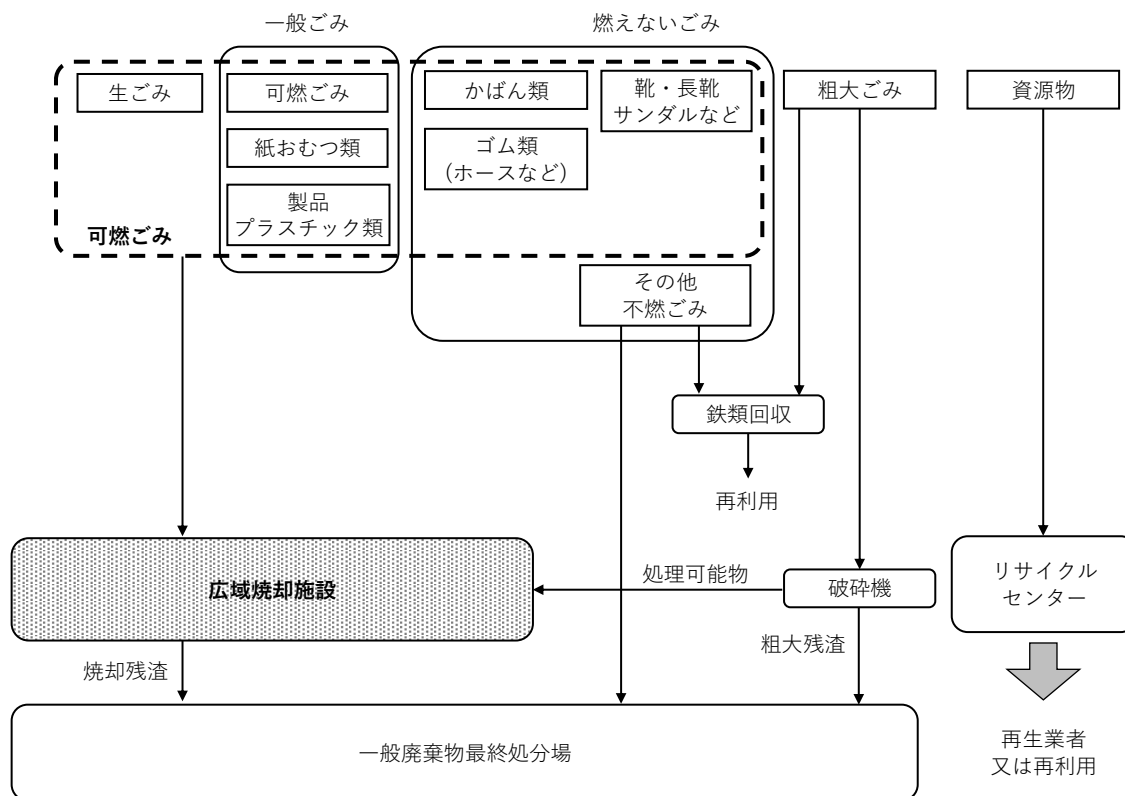 一般ごみ
燃えないごみ
生ごみ
可燃ごみ
かばん類
靴・長靴
サンダルなど
粗大ごみ
資源物
紙おむつ類
ゴム類
(ホースなど)
製品
プラスチック類
可燃ごみ
その他
不燃ごみ
鉄類回収
再利用
広域焼却施設
処理可能物
破砕機
リサイクル
センター
焼却残渣
粗大残渣
一般廃棄物最終処分場
再生業者
又は再利用